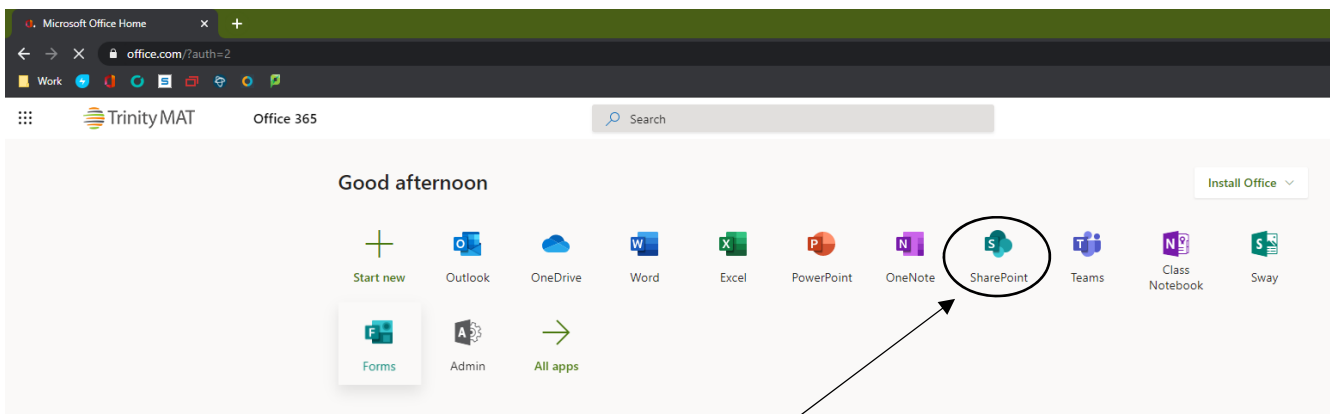 Microsoft Office Home
office.com/?auth=2
Work
Trinity MAT Office 365 Search
Good afternoon
Install Office
Start new Outlook OneDrive Word Excel PowerPoint OneNote SharePoint Teams Class Notebook Sway
Forms Admin All apps